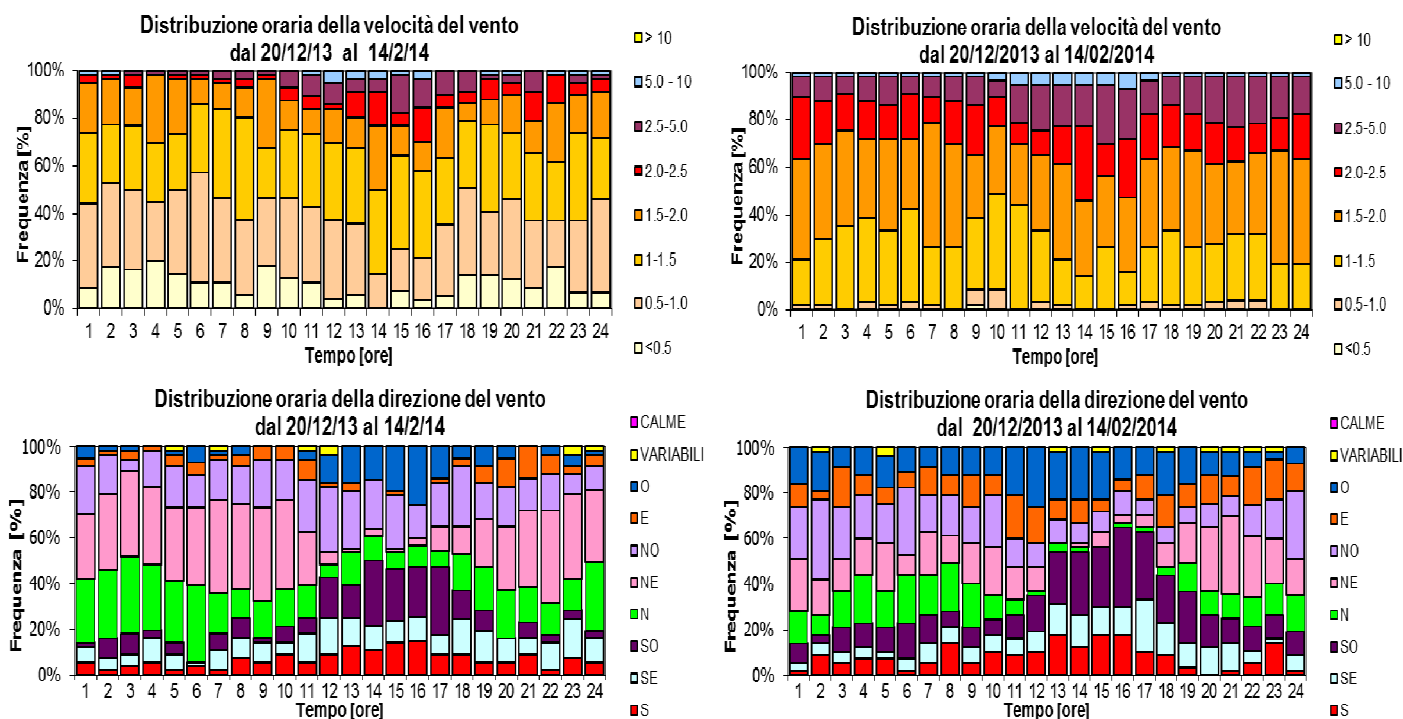 Distribuzione oraria della velocità del vento
dal 20/12/13 al 14/2/14
Frequenza [%]
100%
80%
60%
40%
20%
0%
1 2 3 4 5 6 7 8 9 10 11 12 13 14 15 16 17 18 19 20 21 22 23 24
Tempo [ore]
> 10
5.0 - 10
2.5-5.0
2.0-2.5
1.5-2.0
1-1.5
0.5-1.0
<0.5
Distribuzione oraria della velocità del vento
dal 20/12/2013 al 14/02/2014
Frequenza [%]
100%
80%
60%
40%
20%
0%
1 2 3 4 5 6 7 8 9 10 11 12 13 14 15 16 17 18 19 20 21 22 23 24
Tempo [ore]
> 10
5.0 - 10
2.5-5.0
2.0-2.5
1.5-2.0
1-1.5
0.5-1.0
<0.5
Distribuzione oraria della direzione del vento
dal 20/12/13 al 14/2/14
Frequenza [%]
100%
80%
60%
40%
20%
0%
1 2 3 4 5 6 7 8 9 10 11 12 13 14 15 16 17 18 19 20 21 22 23 24
Tempo [ore]
CALME
VARIABILI
O
E
NO
NE
N
SO
SE
S
Distribuzione oraria della direzione del vento
dal 20/12/2013 al 14/02/2014
Frequenza [%]
100%
80%
60%
40%
20%
0%
1 2 3 4 5 6 7 8 9 10 11 12 13 14 15 16 17 18 19 20 21 22 23 24
Tempo [ore]
CALME
VARIABILI
O
E
NO
NE
N
SO
SE
S